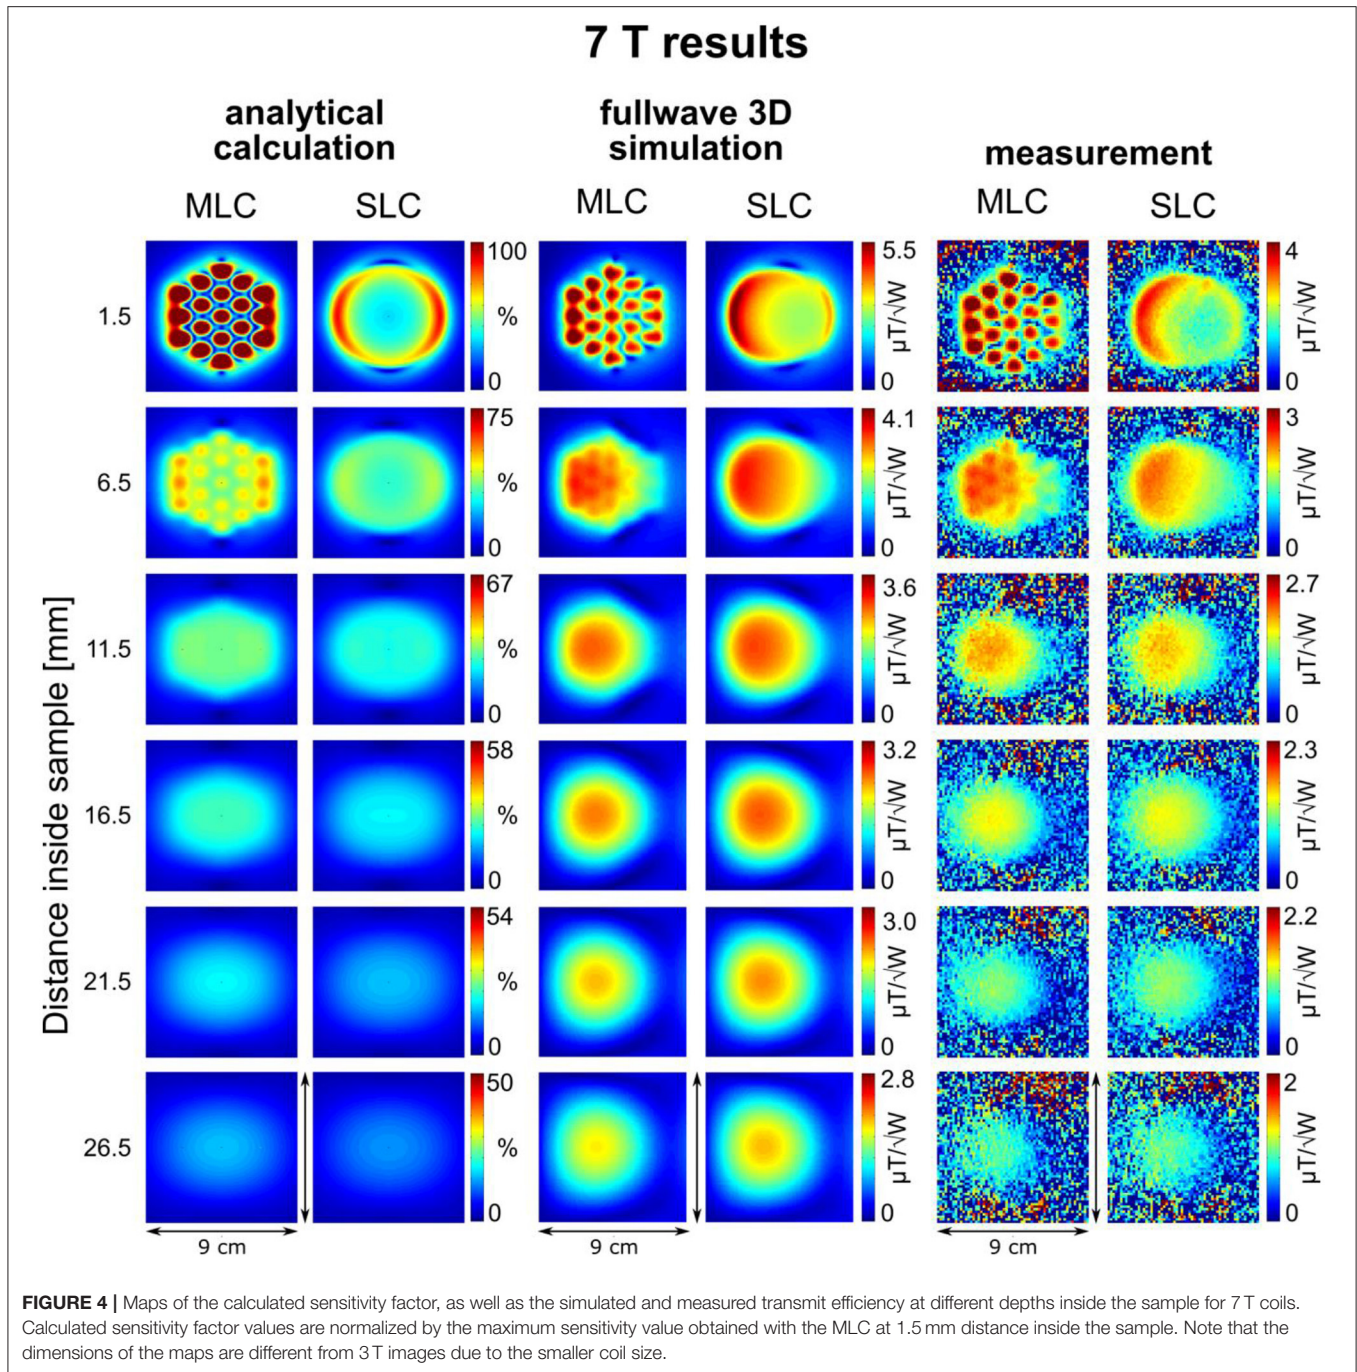 7 T results
analytical
calculation
fullwave 3D
simulation
measurement
MLC SLC MLC SLC MLC SLC
Distance inside sample [mm]
1.5
100
%
0
5.5
µT/√W
0
4
µT/√W
0
6.5
75
%
0
4.1
µT/√W
0
3
µT/√W
0
11.5
67
%
0
3.6
µT/√W
0
2.7
µT/√W
0
16.5
58
%
0
3.2
µT/√W
0
2.3
µT/√W
0
21.5
54
%
0
3.0
µT/√W
0
2.2
µT/√W
0
26.5
50
%
0
2.8
µT/√W
0
2
µT/√W
0
9 cm 9 cm 9 cm
FIGURE 4 | Maps of the calculated sensitivity factor, as well as the simulated and measured transmit efficiency at different depths inside the sample for 7 T coils.
Calculated sensitivity factor values are normalized by the maximum sensitivity value obtained with the MLC at 1.5 mm distance inside the sample. Note that the
dimensions of the maps are different from 3 T images due to the smaller coil size.